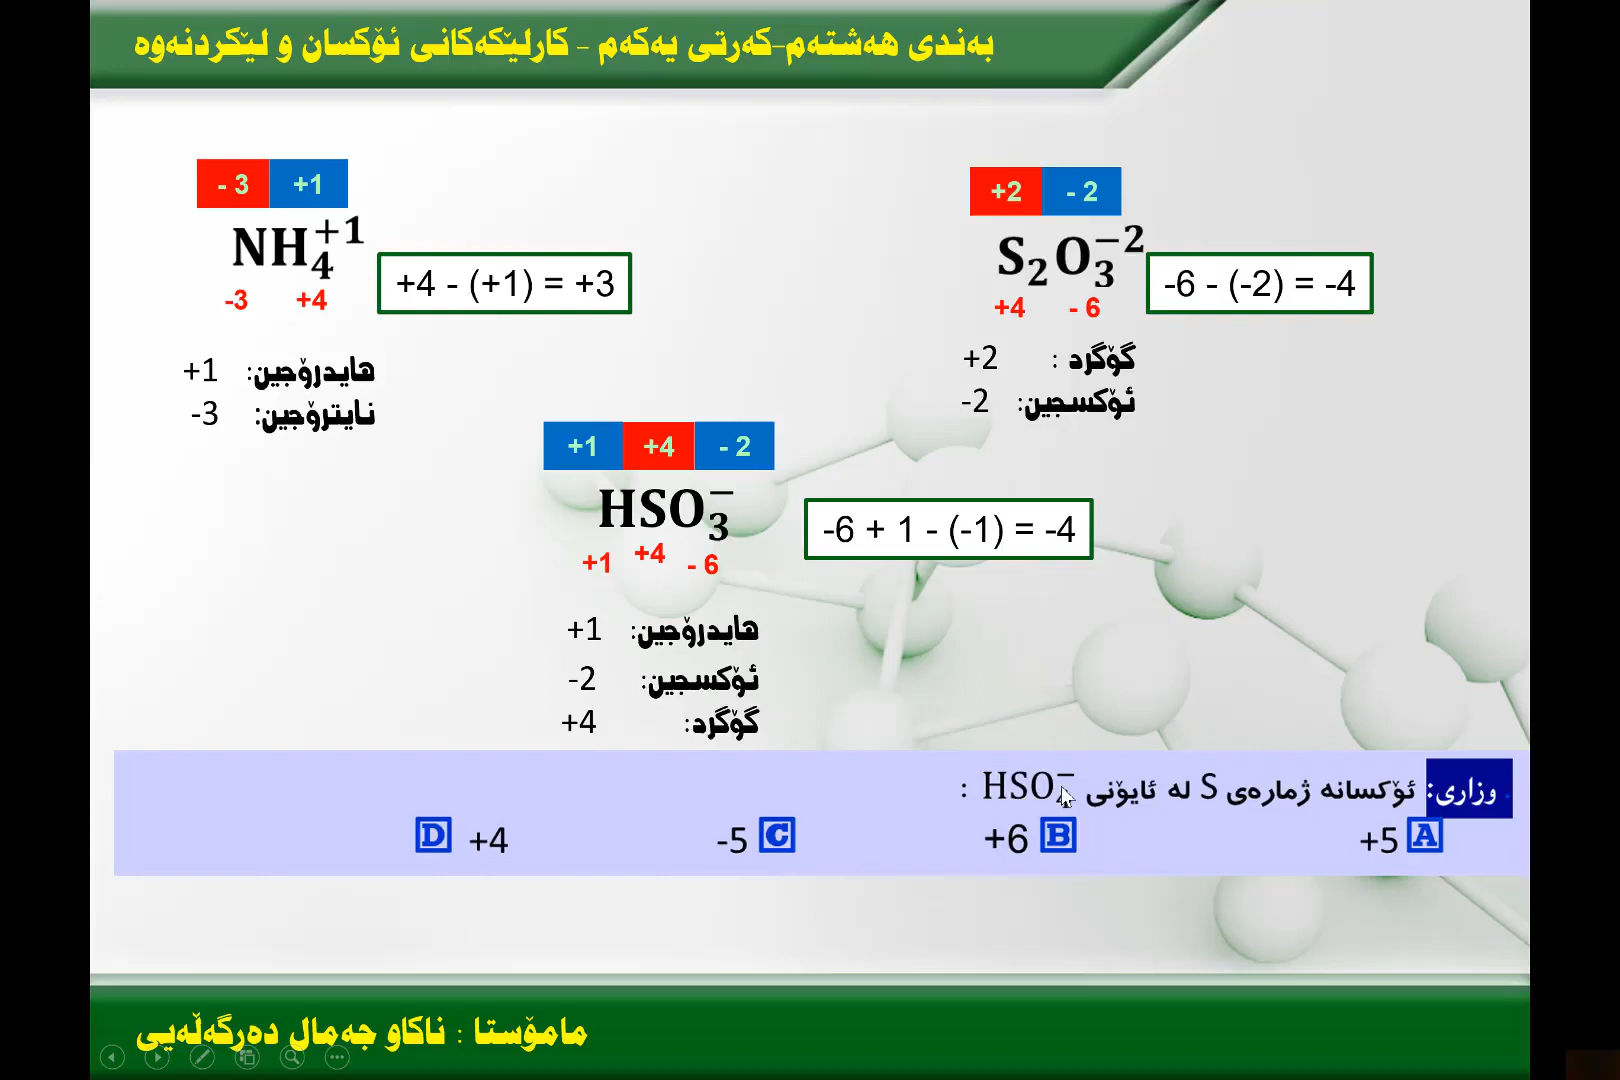 بەندی هەشتەم-کەرتی یەکەم - کارلێکەکانی ئۆکسان و لێکردنەوە
- 3 +1
NH₄⁺¹
-3 +4
+4 - (+1) = +3
هایدرۆجین: +1
نایترۆجین: -3
+2 - 2
S₂O₃⁻²
+4 - 6
-6 - (-2) = -4
گۆگرد : +2
ئۆکسجین: -2
+1 +4 - 2
HSO₃⁻
+1 +4 - 6
-6 + 1 - (-1) = -4
هایدرۆجین: +1
ئۆکسجین: -2
گۆگرد: +4
وزاری: ئۆکسانە ژمارەی S لە ئایۆنی HSO⁻ :
A +5 B +6 C -5 D +4
مامۆستا : ناکاو جەمال دەرگەڵەیی